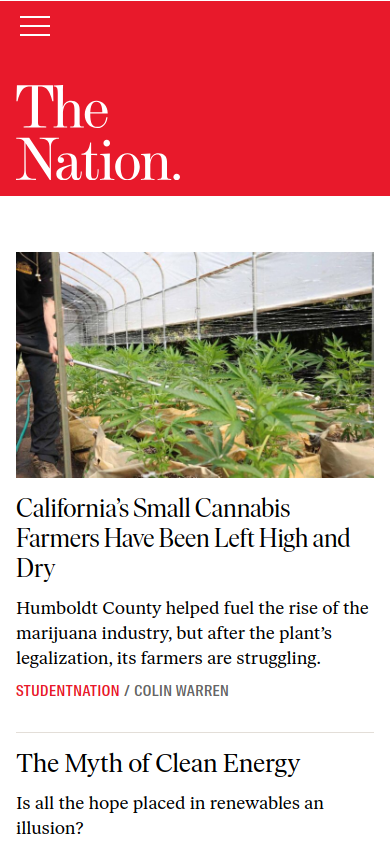 The
Nation.
California’s Small Cannabis
Farmers Have Been Left High and
Dry
Humboldt County helped fuel the rise of the
marijuana industry, but after the plant’s
legalization, its farmers are struggling.
STUDENTNATION / COLIN WARREN
The Myth of Clean Energy
Is all the hope placed in renewables an
illusion?